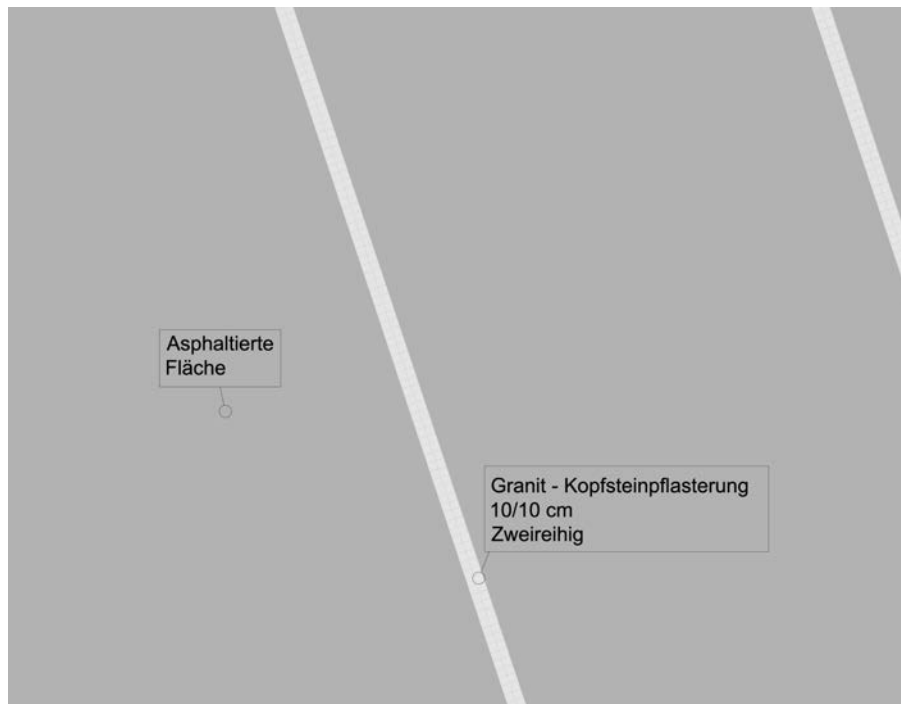 Asphaltierte
Fläche
Granit - Kopfsteinpflasterung
10/10 cm
Zweireihig